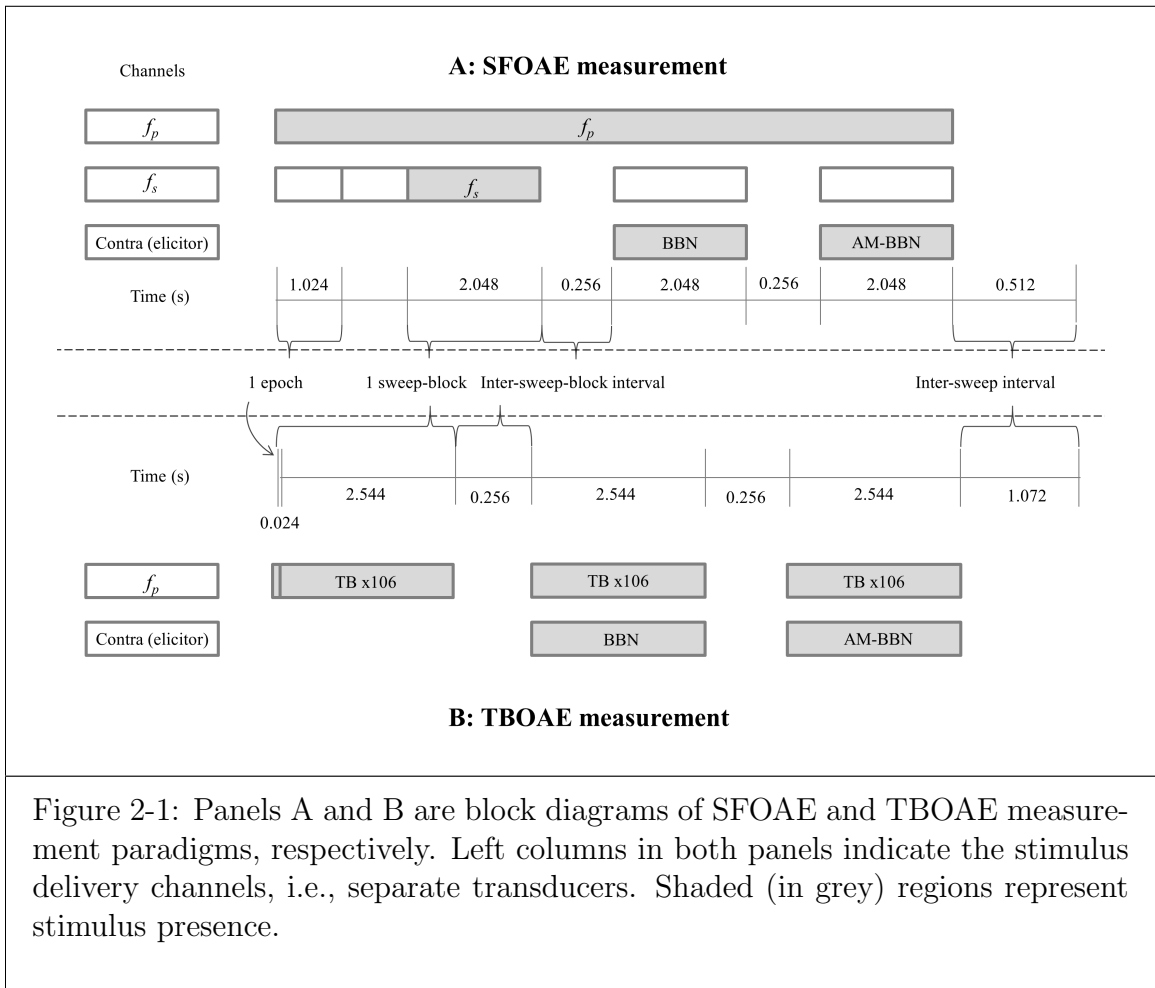 Channels
A: SFOAE measurement
f_p
f_p
f_s
f_s
Contra (elicitor)
BBN
AM-BBN
Time (s)
1.024
2.048
0.256
2.048
0.256
2.048
0.512
1 epoch
1 sweep-block
Inter-sweep-block interval
Inter-sweep interval
Time (s)
2.544
0.256
2.544
0.256
2.544
1.072
0.024
f_p
TB x106
TB x106
TB x106
Contra (elicitor)
BBN
AM-BBN
B: TBOAE measurement
Figure 2-1: Panels A and B are block diagrams of SFOAE and TBOAE measure-
ment paradigms, respectively. Left columns in both panels indicate the stimulus
delivery channels, i.e., separate transducers. Shaded (in grey) regions represent
stimulus presence.